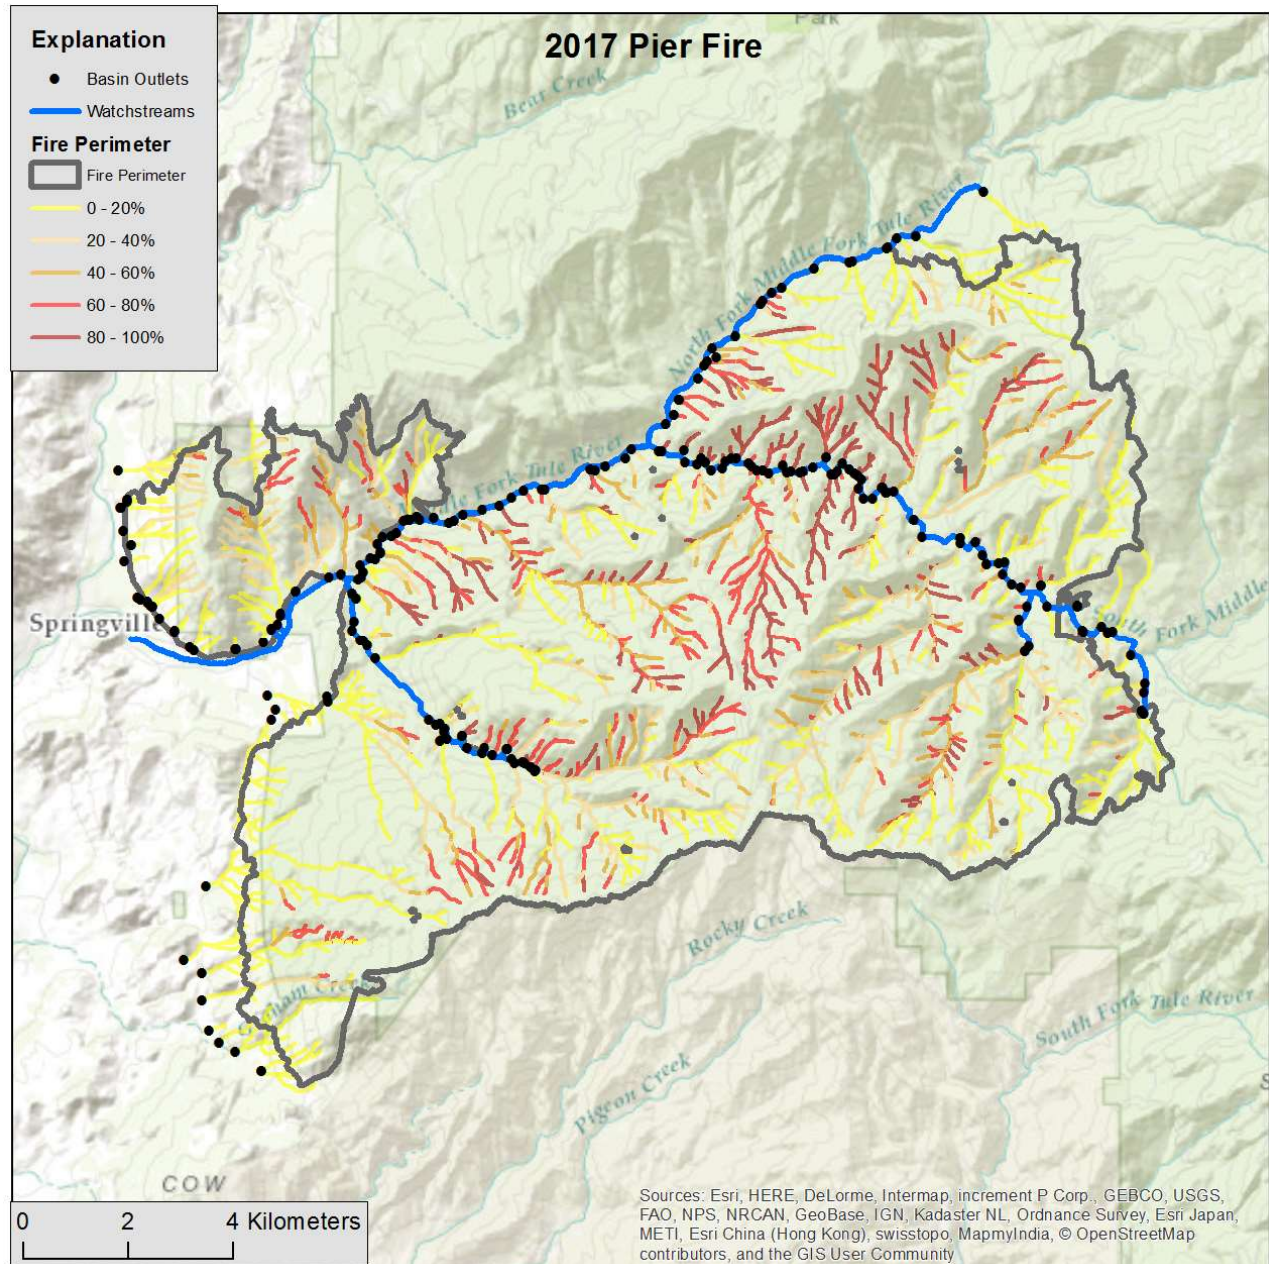 2017 Pier Fire
Explanation
Basin Outlets
Watchstreams
Fire Perimeter
Fire Perimeter
0 - 20%
20 - 40%
40 - 60%
60 - 80%
80 - 100%
Park
Bear Creek
North Fork Middle Fork Tule River
Fork Tule River
Springville
South Fork Middle
Rocky Creek
Creek
South Fork Tule River
Pigeon Creek
COW
0 2 4 Kilometers
Sources: Esri, HERE, DeLorme, Intermap, increment P Corp., GEBCO, USGS,
FAO, NPS, NRCAN, GeoBase, IGN, Kadaster NL, Ordnance Survey, Esri Japan,
METI, Esri China (Hong Kong), swisstopo, MapmyIndia, © OpenStreetMap
contributors, and the GIS User Community